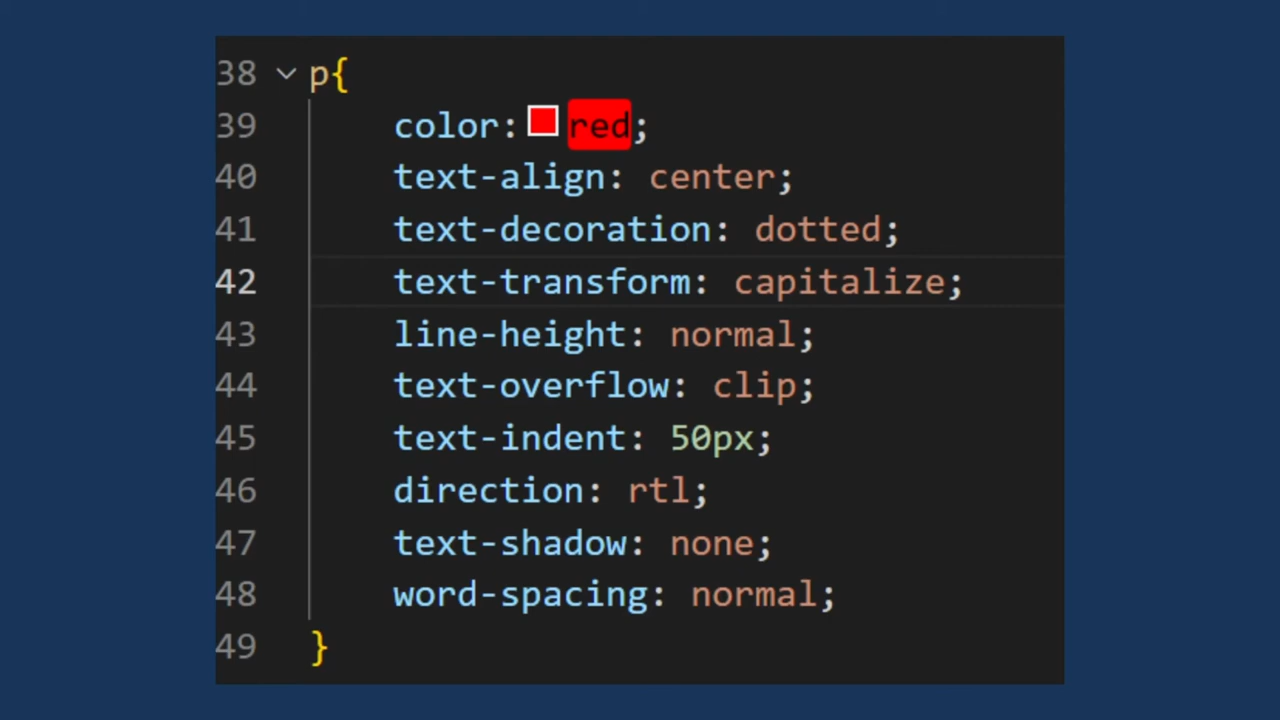 38 p{
39 color: red;
40 text-align: center;
41 text-decoration: dotted;
42 text-transform: capitalize;
43 line-height: normal;
44 text-overflow: clip;
45 text-indent: 50px;
46 direction: rtl;
47 text-shadow: none;
48 word-spacing: normal;
49 }